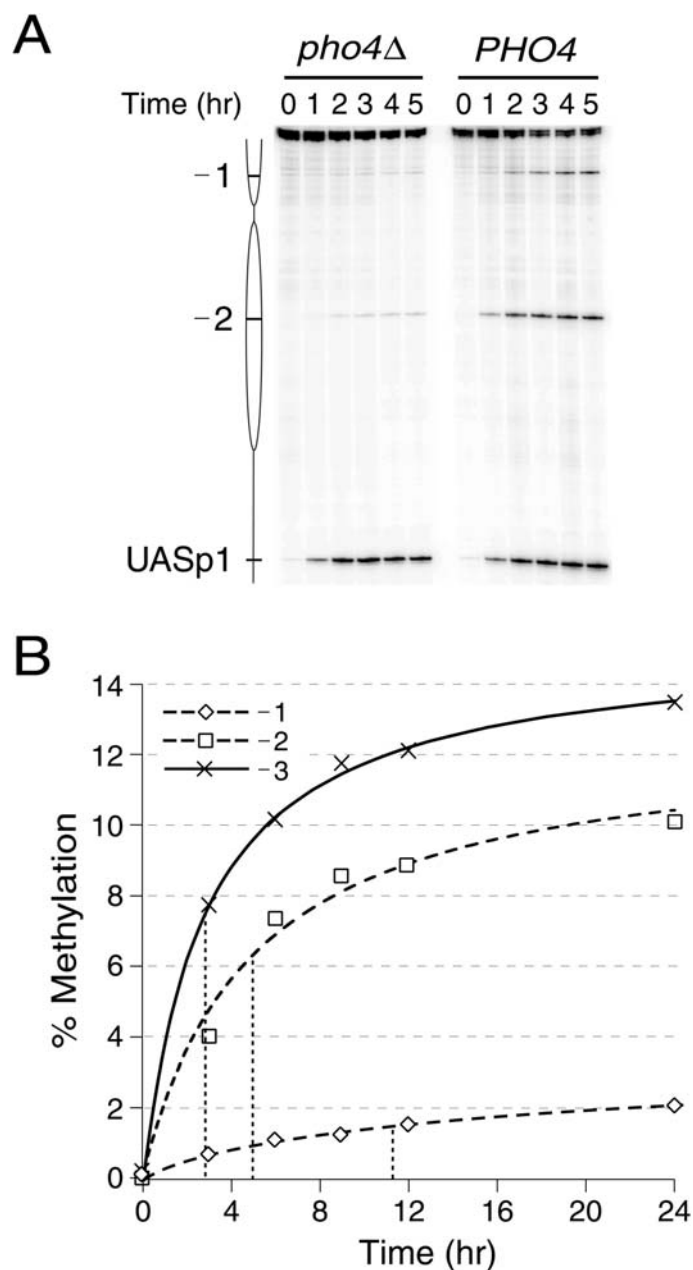 A
pho4Δ PHO4
Time (hr) 0 1 2 3 4 5 0 1 2 3 4 5
−1
−2
UASp1
B
14
12
10
8
6
4
2
0
% Methylation
−1
−2
−3
0 4 8 12 16 20 24
Time (hr)